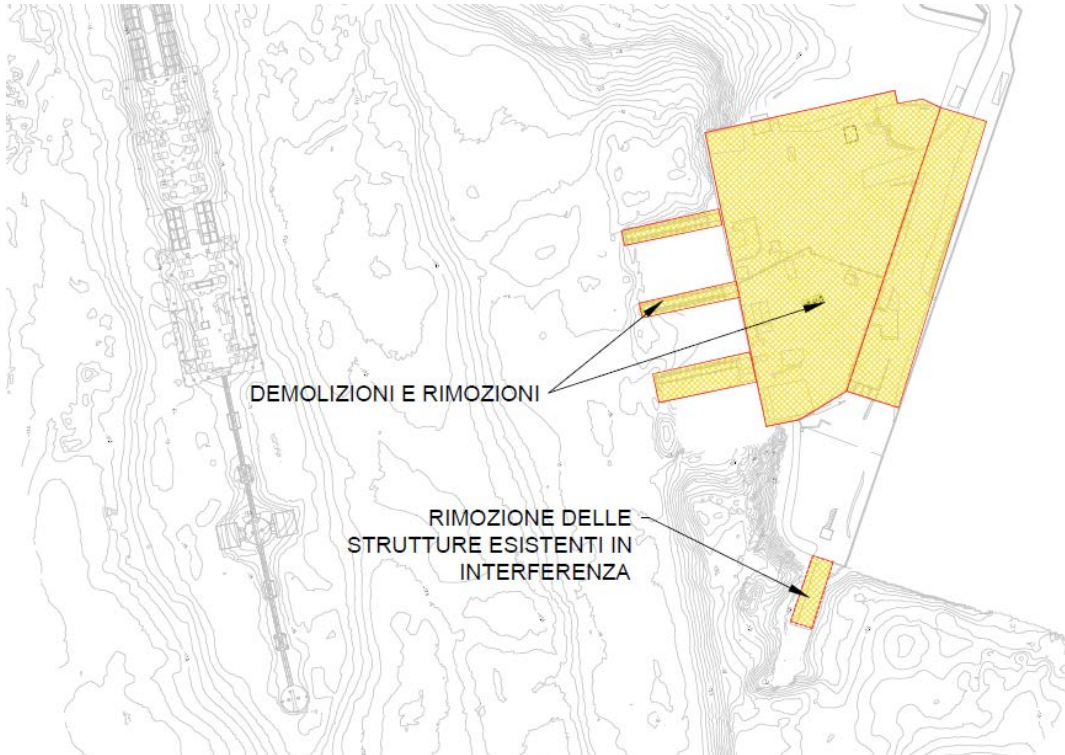 DEMOLIZIONI E RIMOZIONI
RIMOZIONE DELLE
STRUTTURE ESISTENTI IN
INTERFERENZA